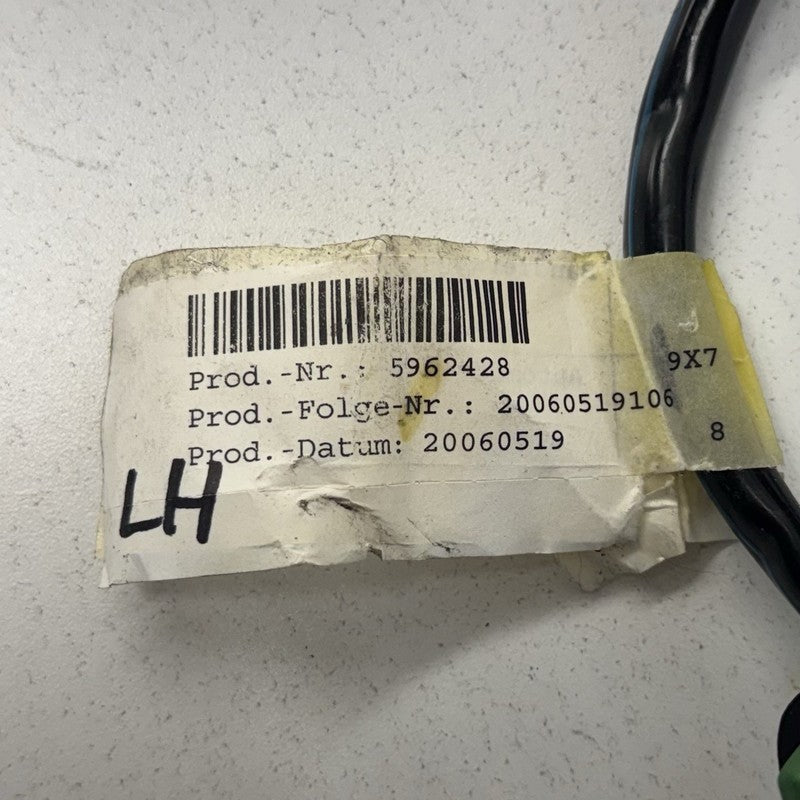 Prod.-Nr.: 5962428 9X7
Prod.-Folge-Nr.: 20060519106
Prod.-Datum: 20060519 8
LH